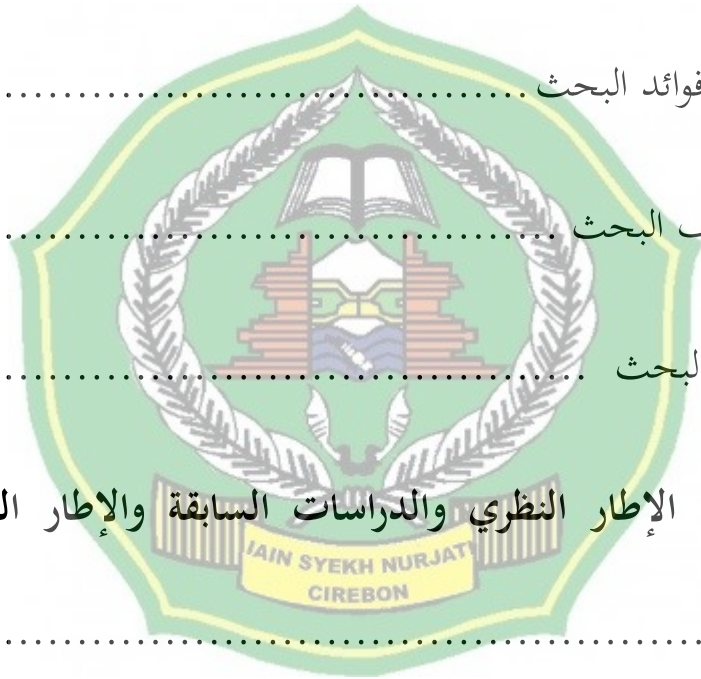 فوائد البحث ..............................
البحث ..............................
البحث ..............................
الإطار النظري والدراسات السابقة والإطار
IAIN SYEKH NURJATI
CIREBON
..............................